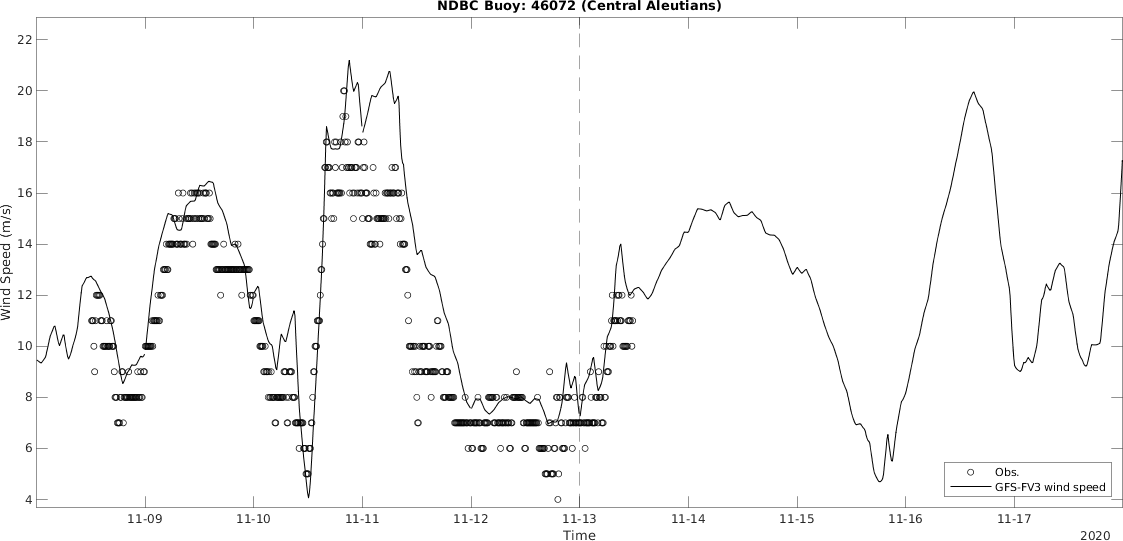 NDBC Buoy: 46072 (Central Aleutians)
Wind Speed (m/s)
22
20
18
16
14
12
10
8
6
4
Obs.
GFS-FV3 wind speed
11-09 11-10 11-11 11-12 11-13 11-14 11-15 11-16 11-17
Time
2020